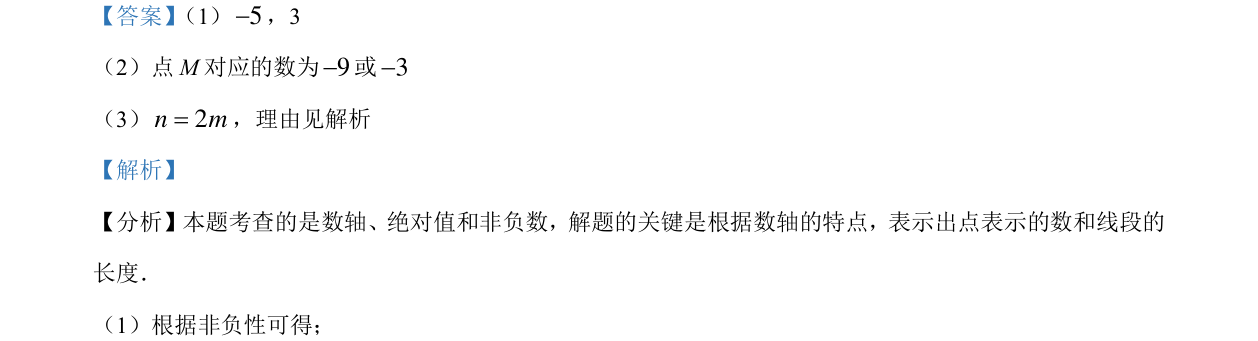 【答案】（1）−5，3
（2）点 M 对应的数为−9或−3
（3）n = 2m，理由见解析
【解析】
【分析】本题考查的是数轴、绝对值和非负数，解题的关键是根据数轴的特点，表示出点表示的数和线段的
长度．
（1）根据非负性可得；